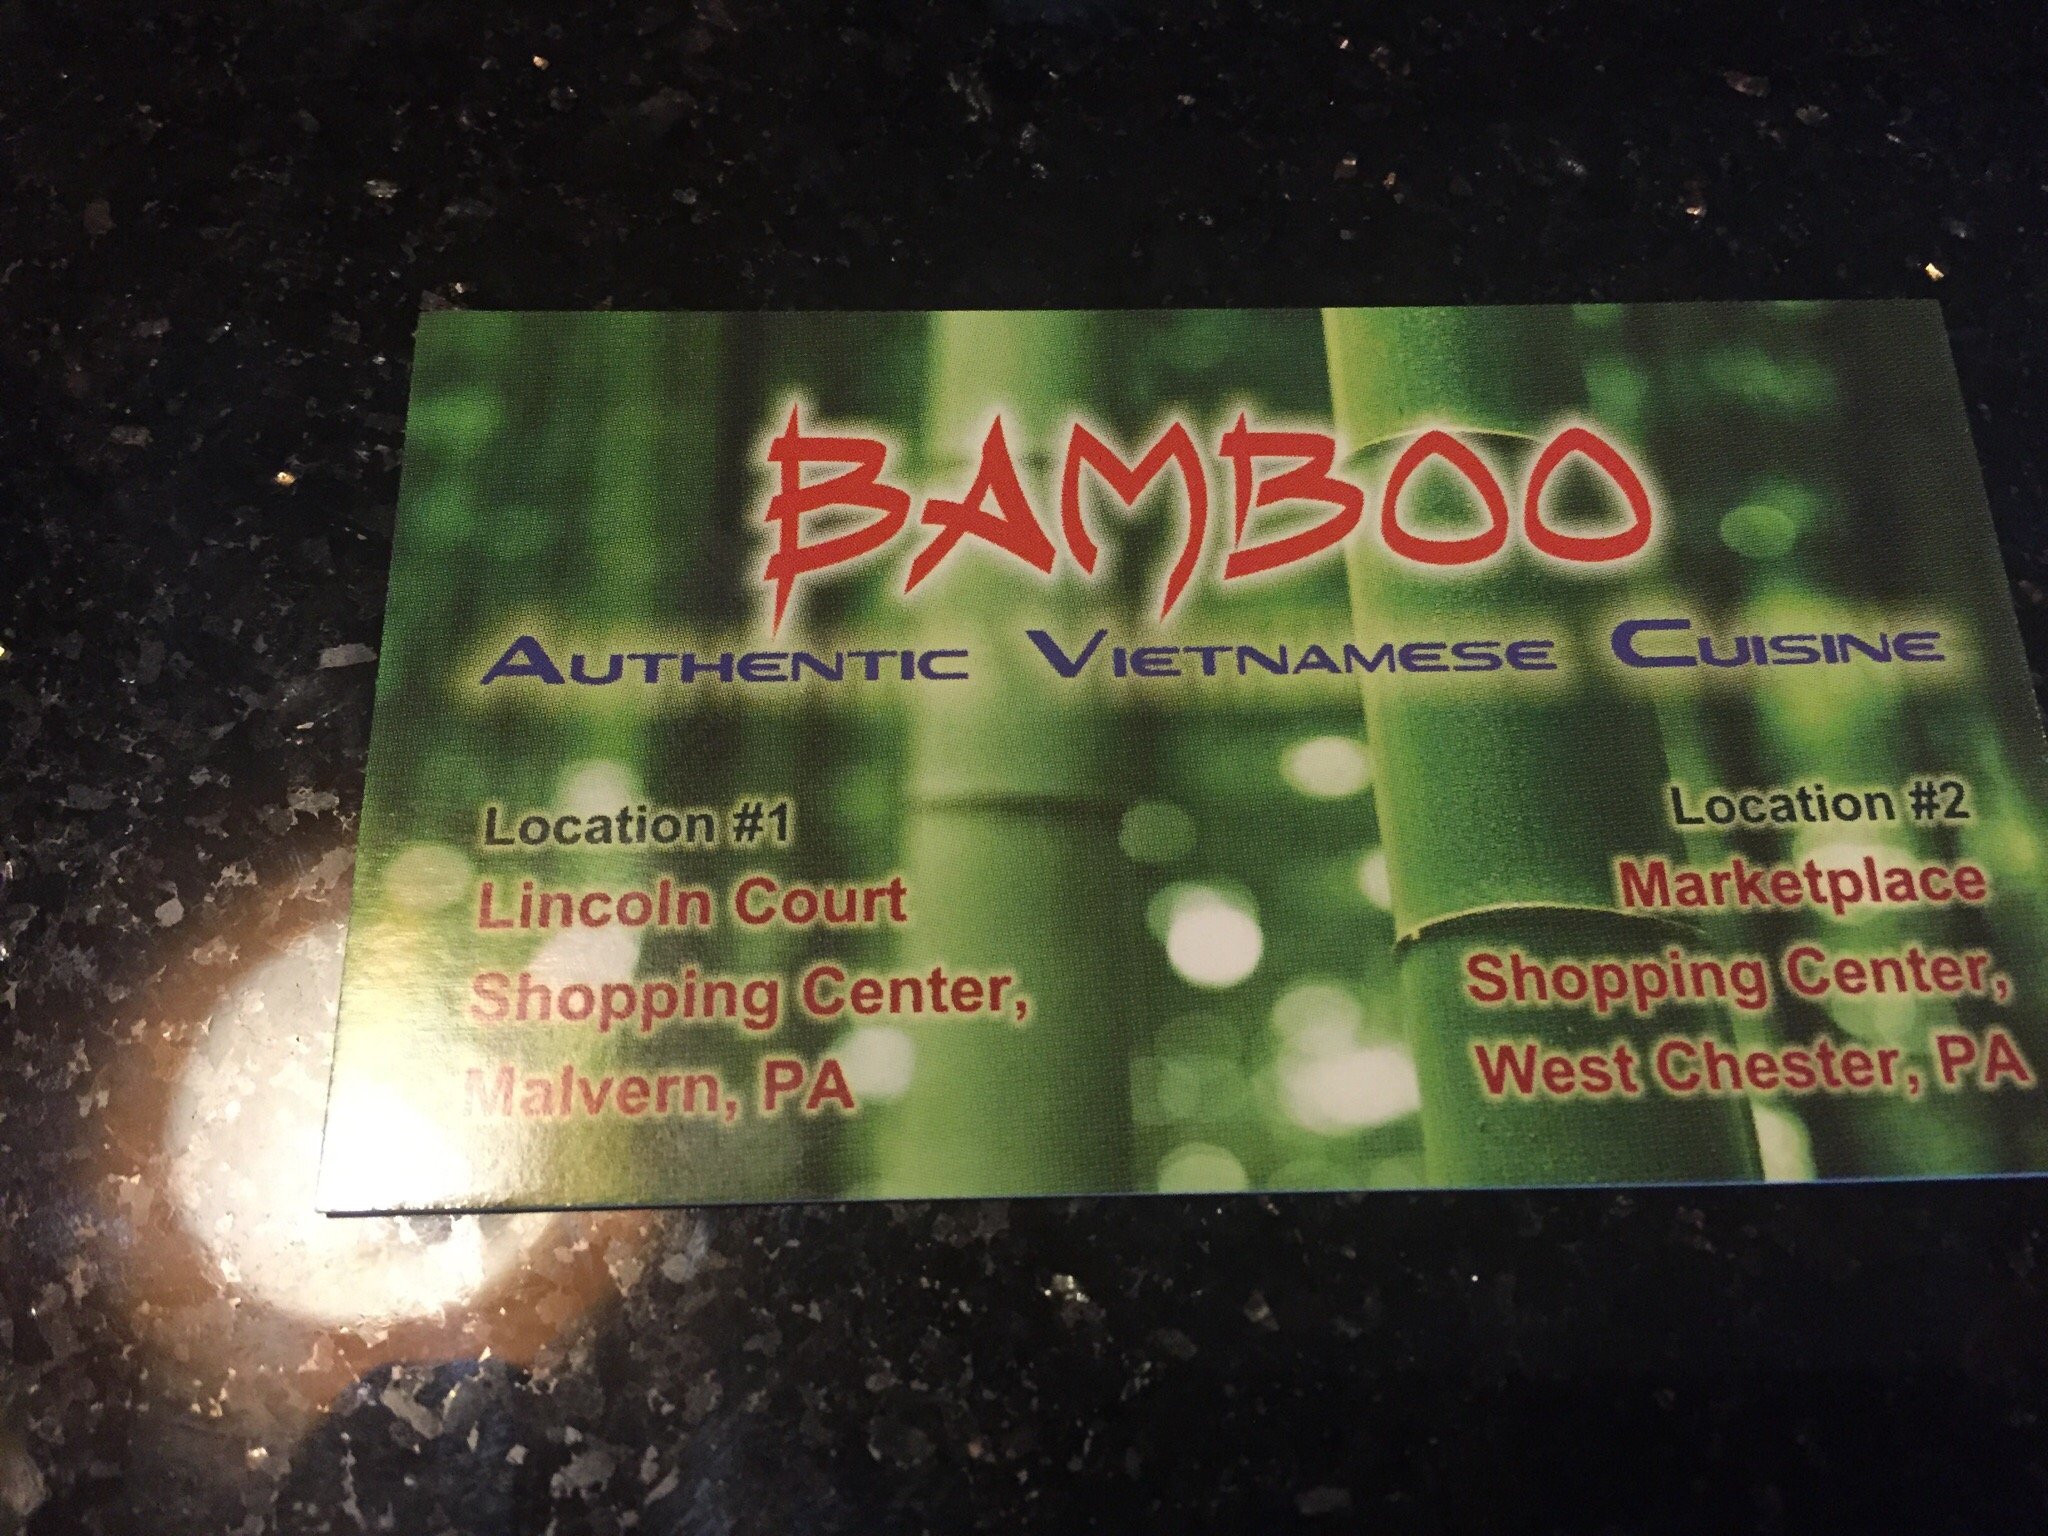 BAMBOO
AUTHENTIC VIETNAMESE CUISINE
Location #1
Lincoln Court
Shopping Center,
Malvern, PA
Location #2
Marketplace
Shopping Center,
West Chester, PA